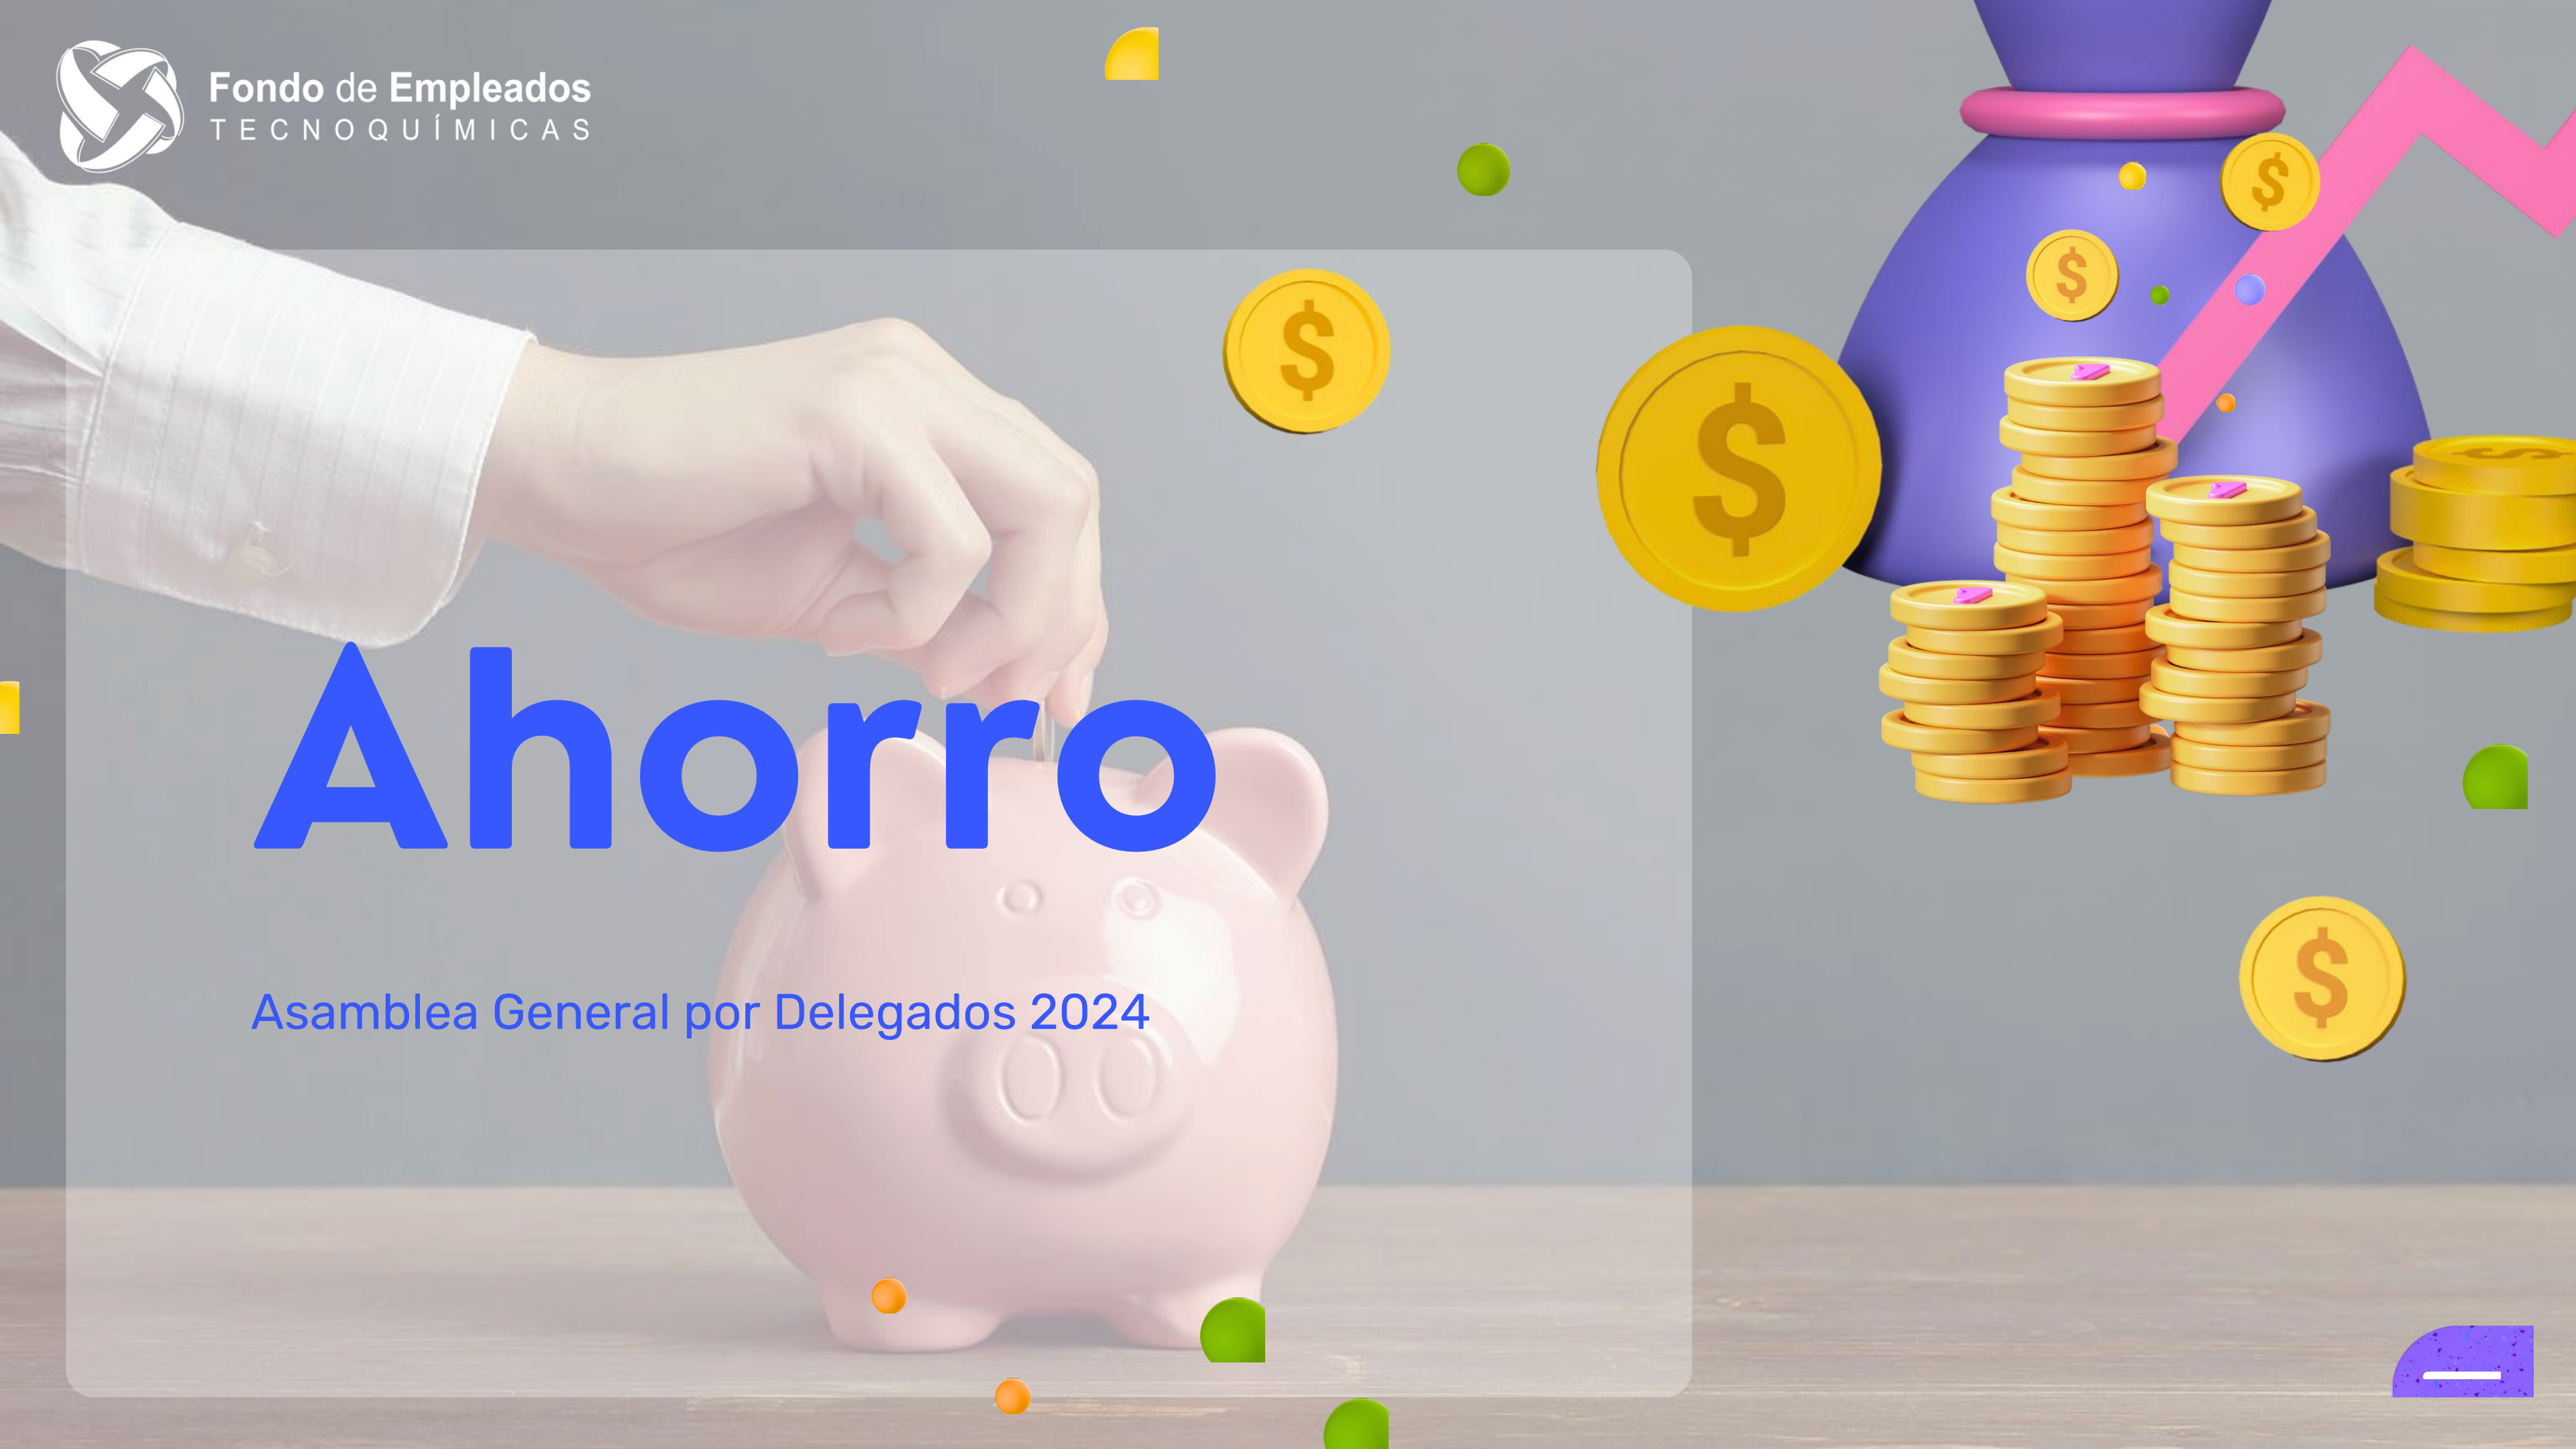 Fondo de Empleados
TECNOQUÍMICAS
$
$
$
$
Ahorro
$
Asamblea General por Delegados 2024